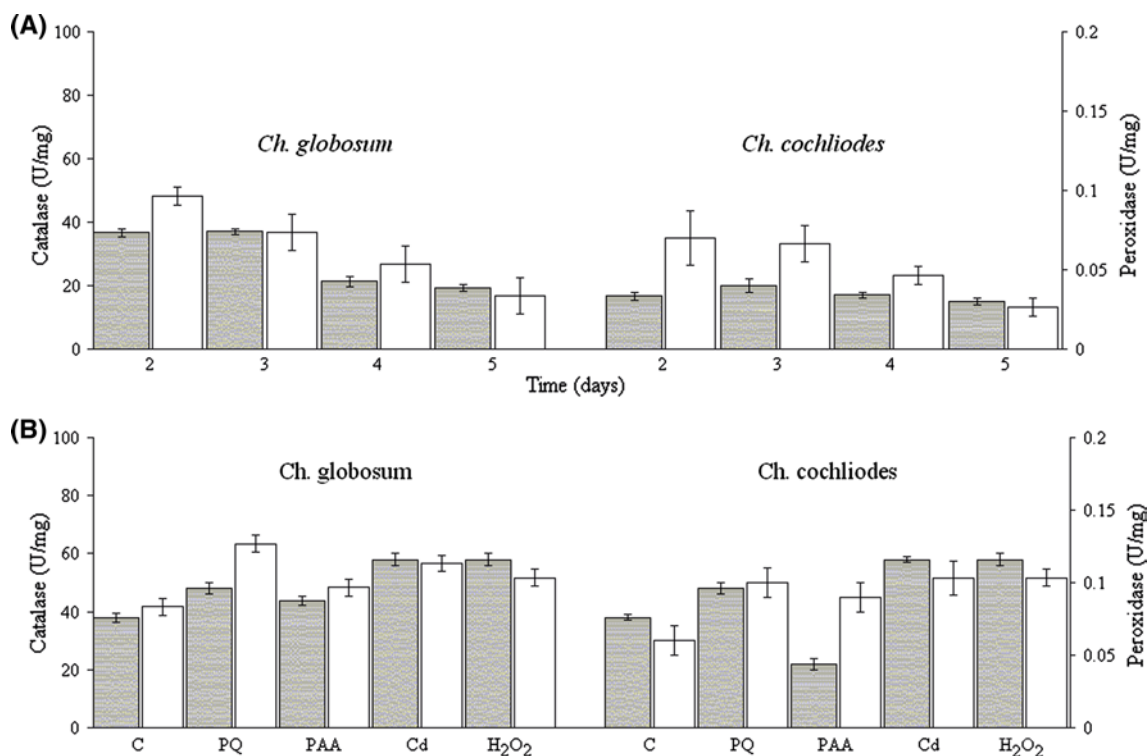 (A)
100
80
60
40
20
0
Catalase (U/mg)
Ch. globosum
Ch. cochliodes
0.2
0.15
0.1
0.05
0
Peroxidase (U/mg)
2 3 4 5 2 3 4 5
Time (days)
(B)
100
80
60
40
20
0
Catalase (U/mg)
Ch. globosum
Ch. cochliodes
0.2
0.15
0.1
0.05
0
Peroxidase (U/mg)
C PQ PAA Cd H₂O₂ C PQ PAA Cd H₂O₂